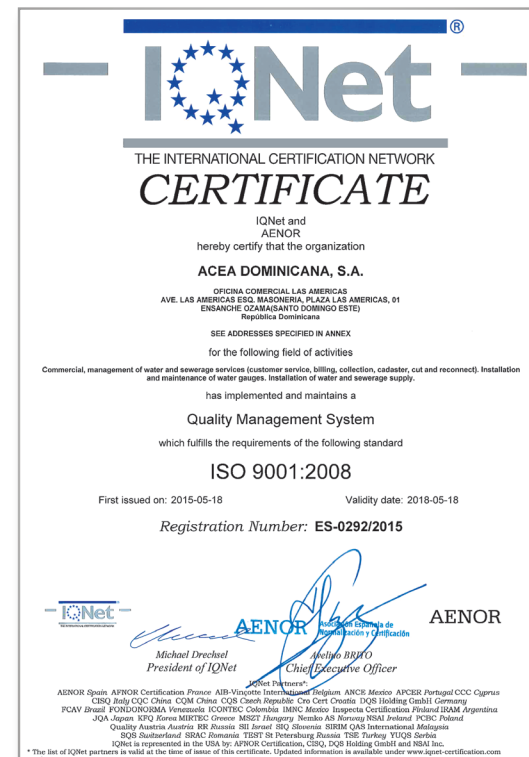 ®
IQNet
THE INTERNATIONAL CERTIFICATION NETWORK
CERTIFICATE
IQNet and
AENOR
hereby certify that the organization
ACEA DOMINICANA, S.A.
OFICINA COMERCIAL LAS AMERICAS
AVE. LAS AMERICAS ESQ. MASONERIA, PLAZA LAS AMERICAS, 01
ENSANCHE OZAMA(SANTO DOMINGO ESTE)
República Dominicana
SEE ADDRESSES SPECIFIED IN ANNEX
for the following field of activities
Commercial, management of water and sewerage services (customer service, billing, collection, cadaster, cut and reconnect). Installation
and maintenance of water gauges. Installation of water and sewerage supply.
has implemented and maintains a
Quality Management System
which fulfills the requirements of the following standard
ISO 9001:2008
First issued on: 2015-05-18 Validity date: 2018-05-18
Registration Number: ES-0292/2015
IQNet
AENOR Asociación Española de
Normalización y Certificación
AENOR
Michael Drechsel Avelino BRITO
President of IQNet Chief Executive Officer
IQNet Partners*:
AENOR Spain AFNOR Certification France AIB-Vinçotte International Belgium ANCE Mexico APCER Portugal CCC Cyprus
CISQ Italy CQC China CQM China CQS Czech Republic Cro Cert Croatia DQS Holding GmbH Germany
FCAV Brazil FONDONORMA Venezuela ICONTEC Colombia IMNC Mexico Inspecta Certification Finland IRAM Argentina
JQA Japan KFQ Korea MIRTEC Greece MSZT Hungary Nemko AS Norway NSAI Ireland PCBC Poland
Quality Austria Austria RR Russia SII Israel SIQ Slovenia SIRIM QAS International Malaysia
SQS Switzerland SRAC Romania TEST St Petersburg Russia TSE Turkey YUQS Serbia
IQNet is represented in the USA by: AFNOR Certification, CISQ, DQS Holding GmbH and NSAI Inc.
* The list of IQNet partners is valid at the time of issue of this certificate. Updated information is available under www.iqnet-certification.com